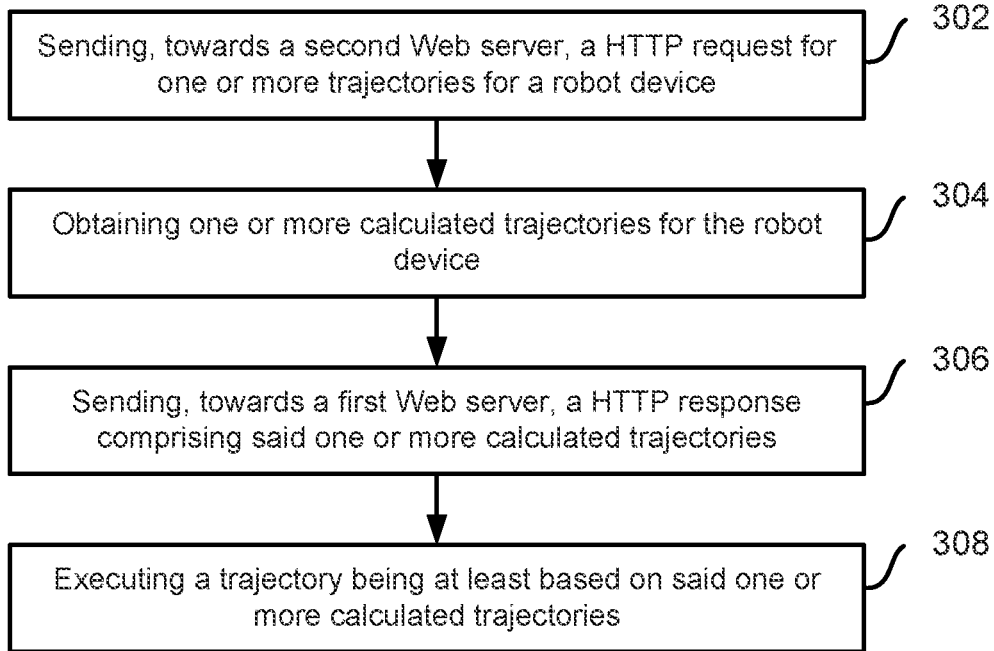 302
Sending, towards a second Web server, a HTTP request for
one or more trajectories for a robot device
304
Obtaining one or more calculated trajectories for the robot
device
306
Sending, towards a first Web server, a HTTP response
comprising said one or more calculated trajectories
308
Executing a trajectory being at least based on said one or
more calculated trajectories